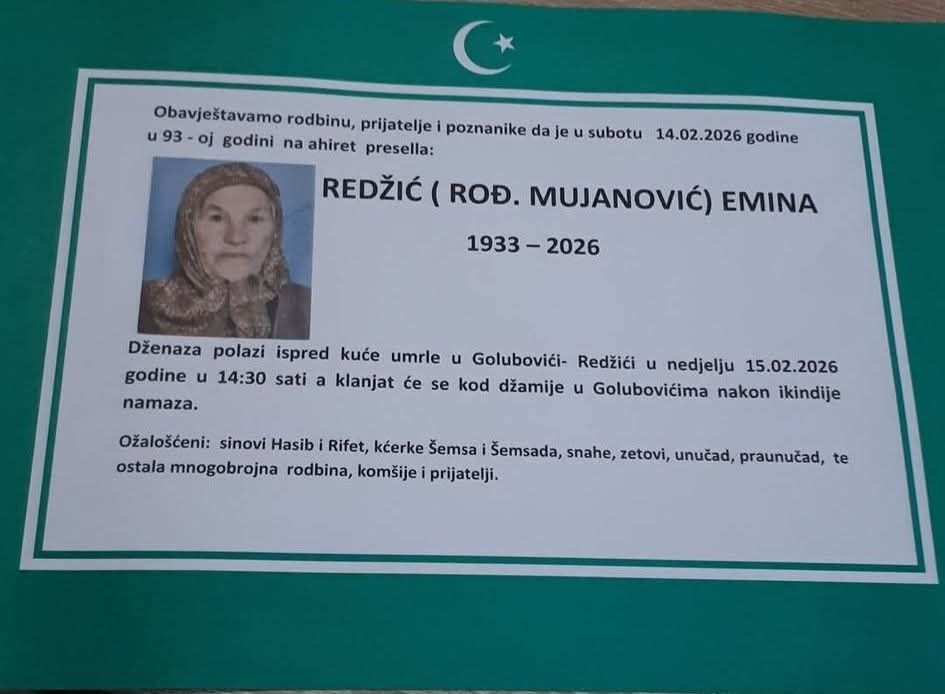 Obavještavamo rodbinu, prijatelje i poznanike da je u subotu 14.02.2026 godine
u 93 - oj godini na ahiret presella:
REDŽIĆ ( ROĐ. MUJANOVIĆ) EMINA
1933 – 2026
Dženaza polazi ispred kuće umrle u Golubovići- Redžići u nedjelju 15.02.2026
godine u 14:30 sati a klanjat će se kod džamije u Golubovićima nakon ikindije
namaza.
Ožalošćeni: sinovi Hasib i Rifet, kćerke Šemsa i Šemsada, snahe, zetovi, unučad, praunučad, te
ostala mnogobrojna rodbina, komšije i prijatelji.